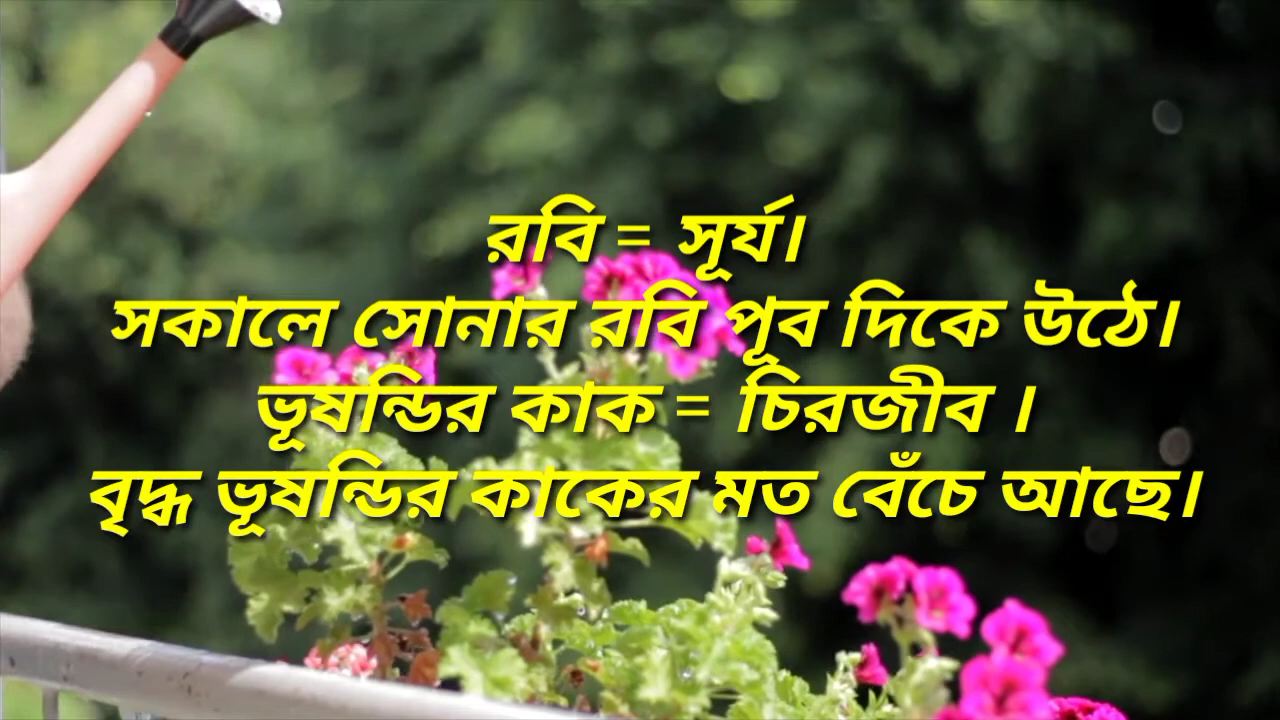 রবি = সূর্য।
সকালে সোনার রবি পূব দিকে উঠে।
ভূষন্ডির কাক = চিরজীব ।
বৃদ্ধ ভূষন্ডির কাকের মত বেঁচে আছে।